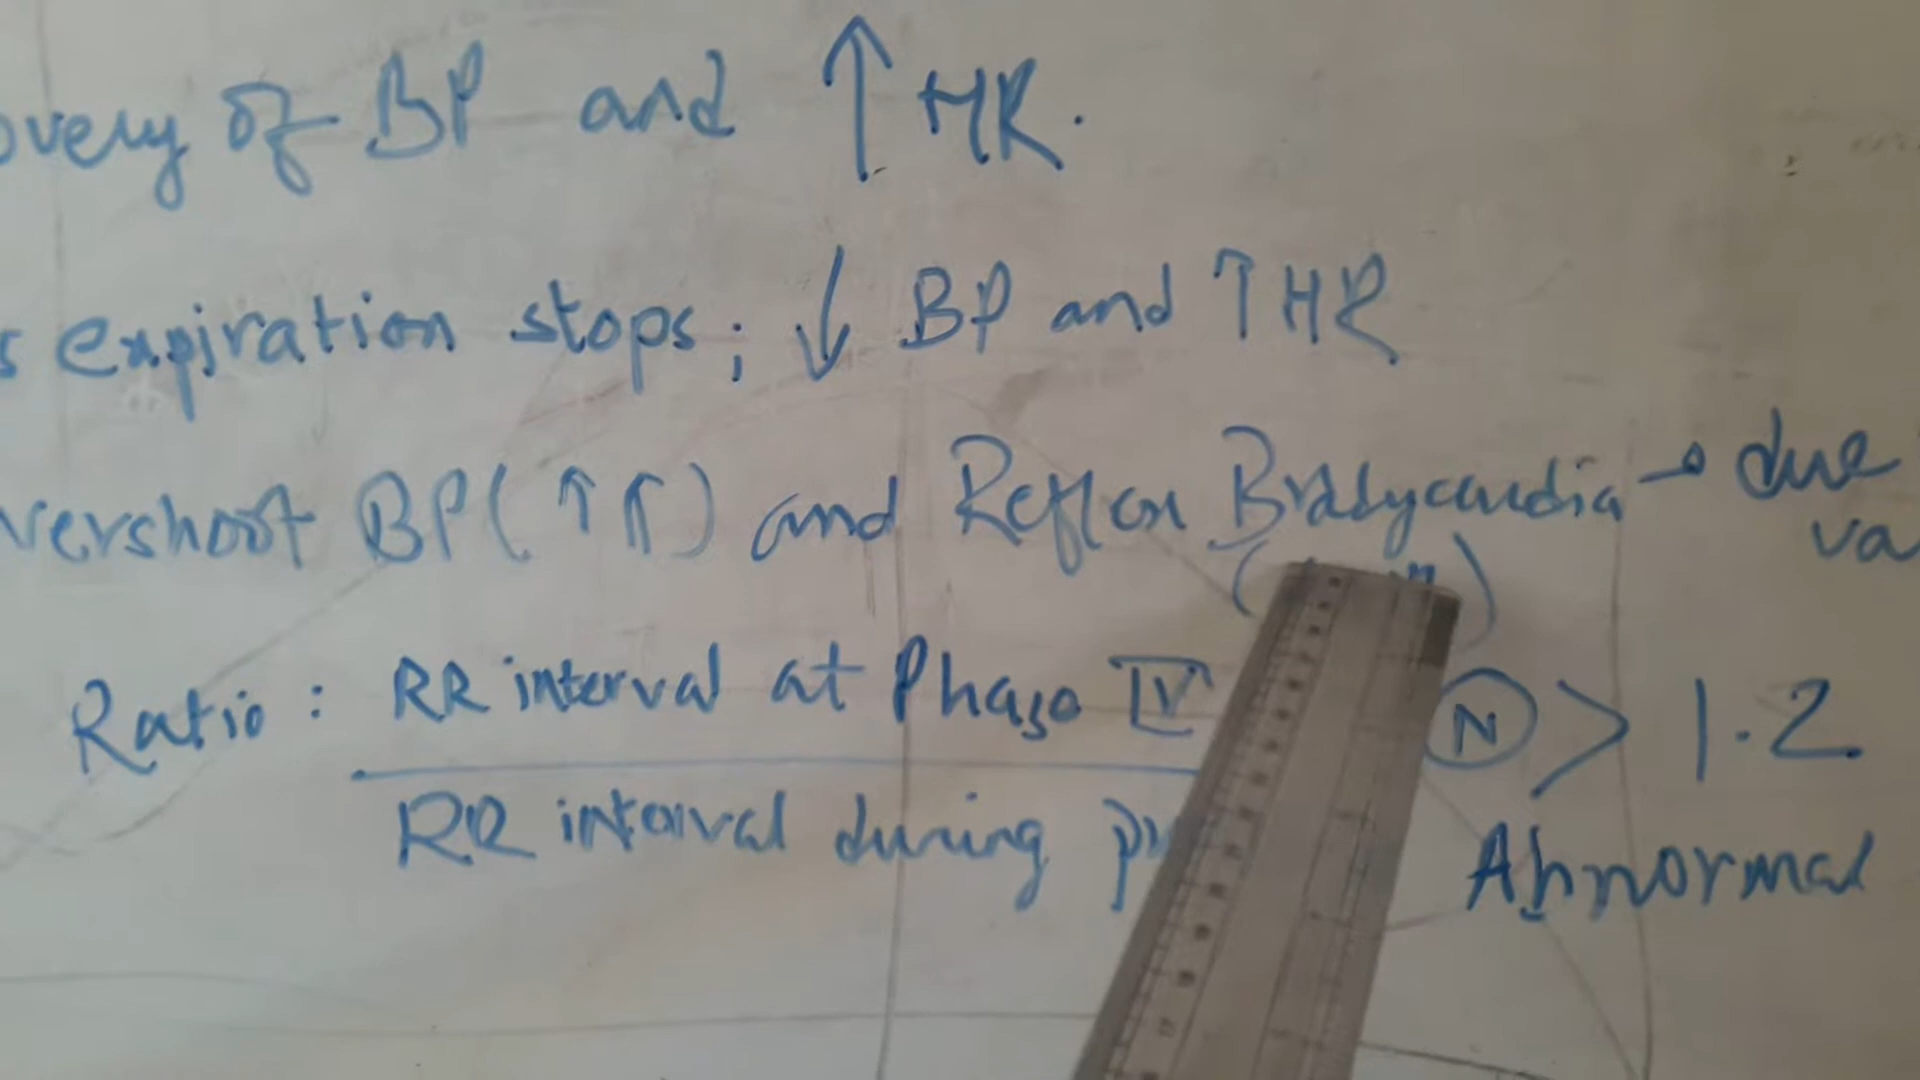 overy of BP and ↑ HR.
s expiration stops; ↓ BP and ↑ HR
vershoot BP(↑↑) and Reflex Bradycardia → due
va
Ratio: RR interval at Phase IV Ⓝ > 1.2
RR interval during Abnormal